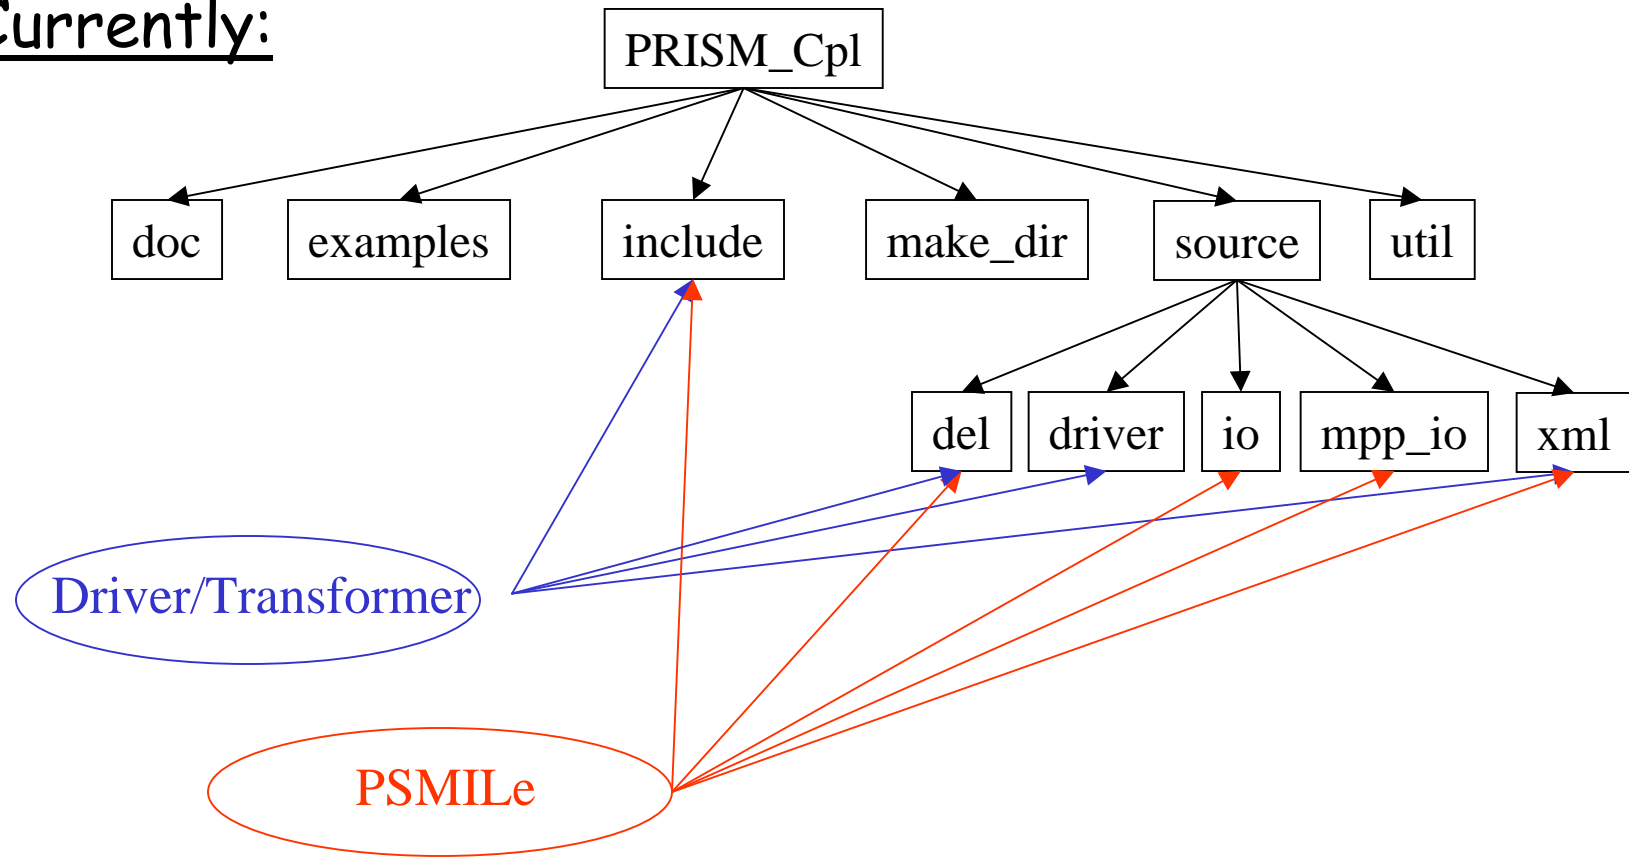 Currently:
PRISM_Cpl
doc
examples
include
make_dir
source
util
del
driver
io
mpp_io
xml
Driver/Transformer
PSMILe